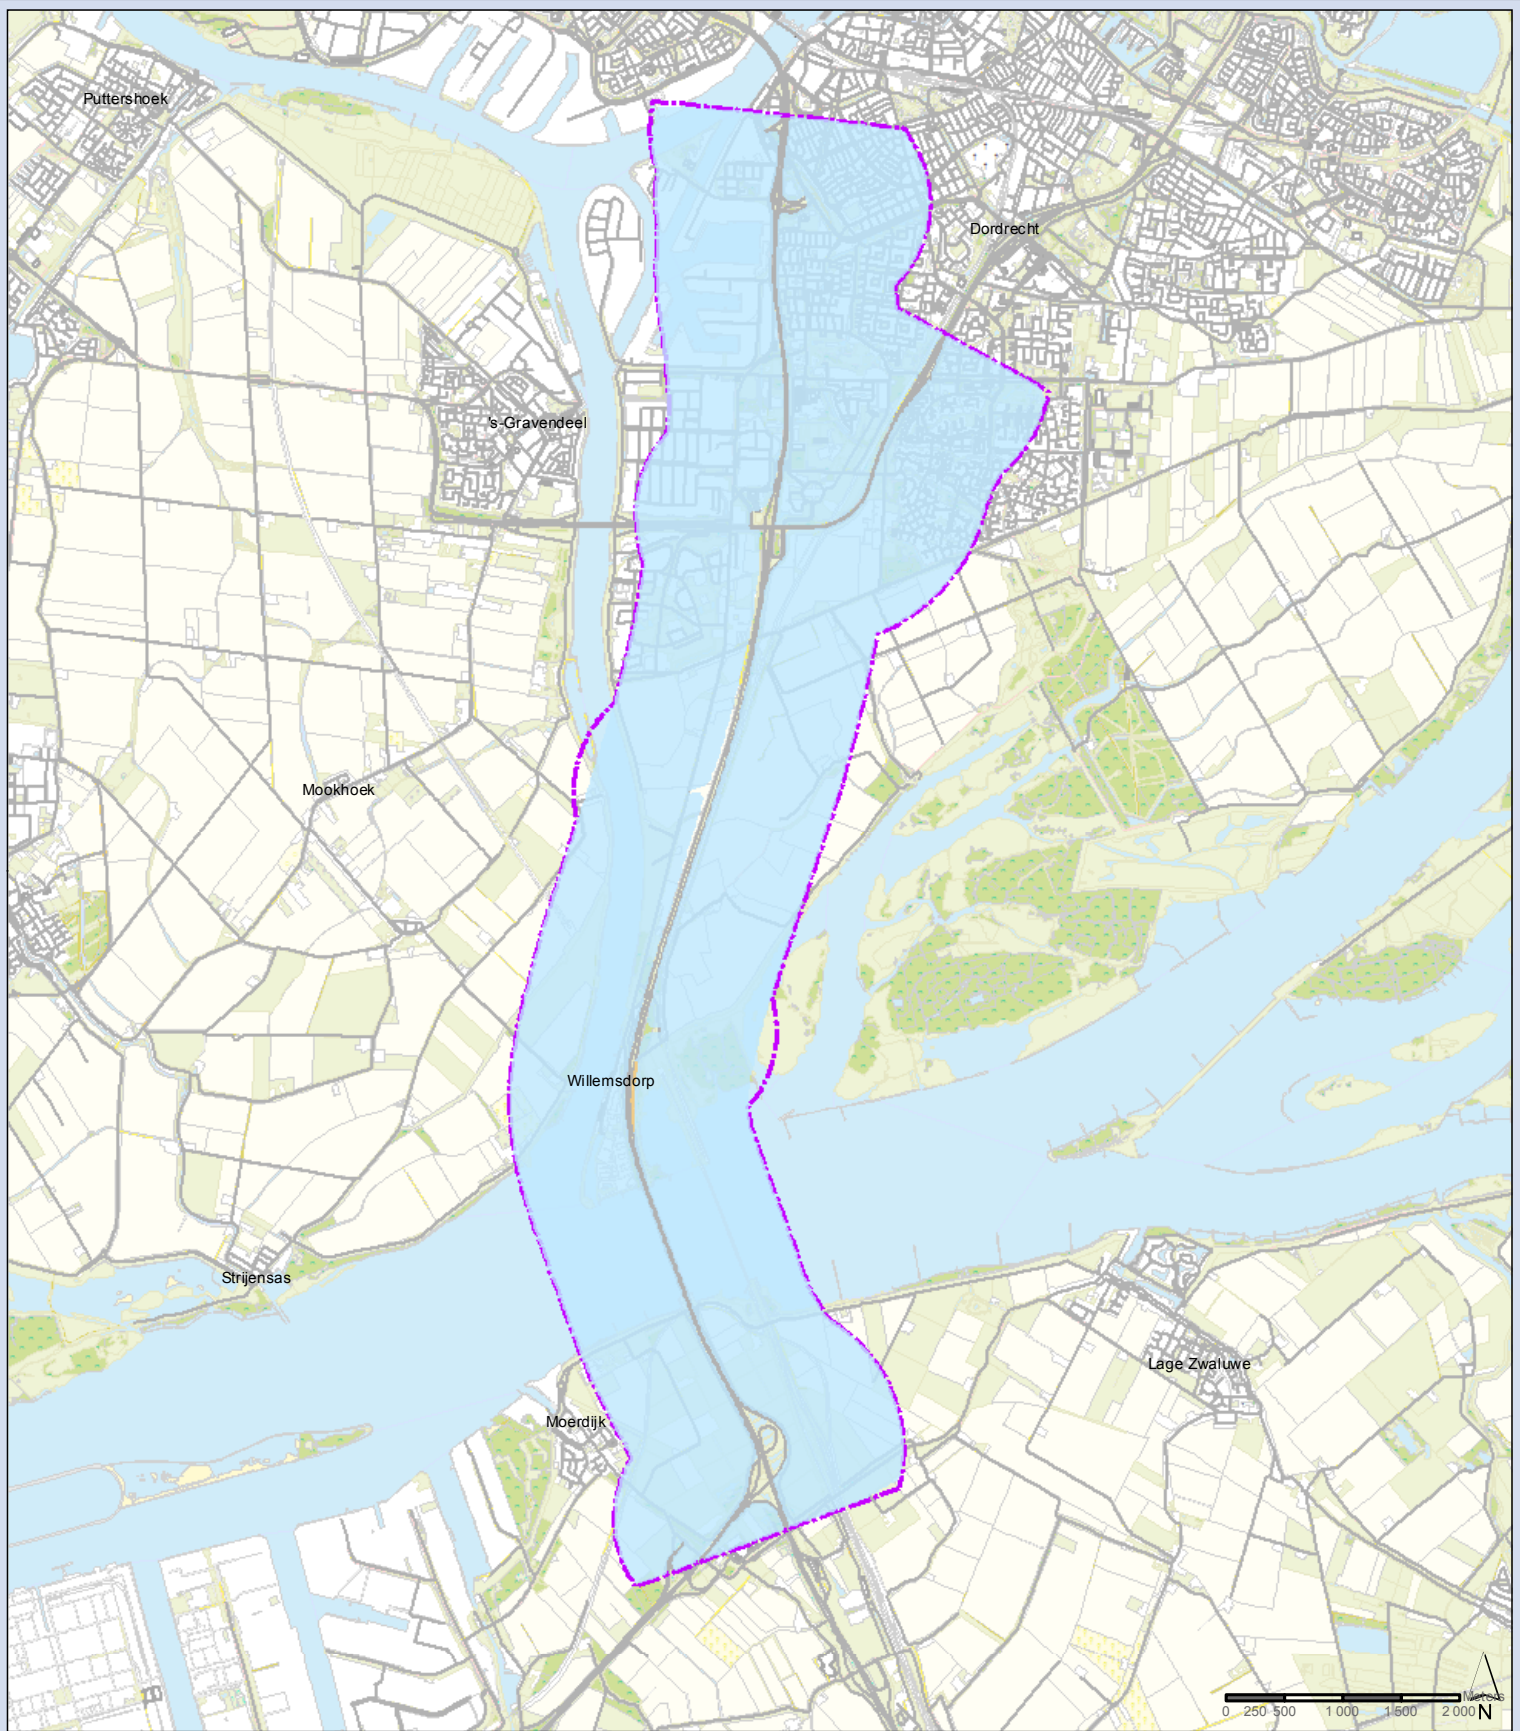 Puttershoek
Dordrecht
's-Gravendeel
Mookhoek
Willemsdorp
Strijensas
Lage Zwaluwe
Moerdijk
Meters
0 250 500 1 000 1 500 2 000
N